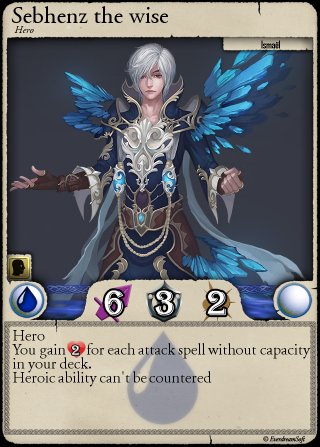 Sebhenz the wise
Hero
Ismaël
6 3 2
Hero
You gain 2 for each attack spell without capacity
in your deck.
Heroic ability can't be countered
© EverdreamSoft